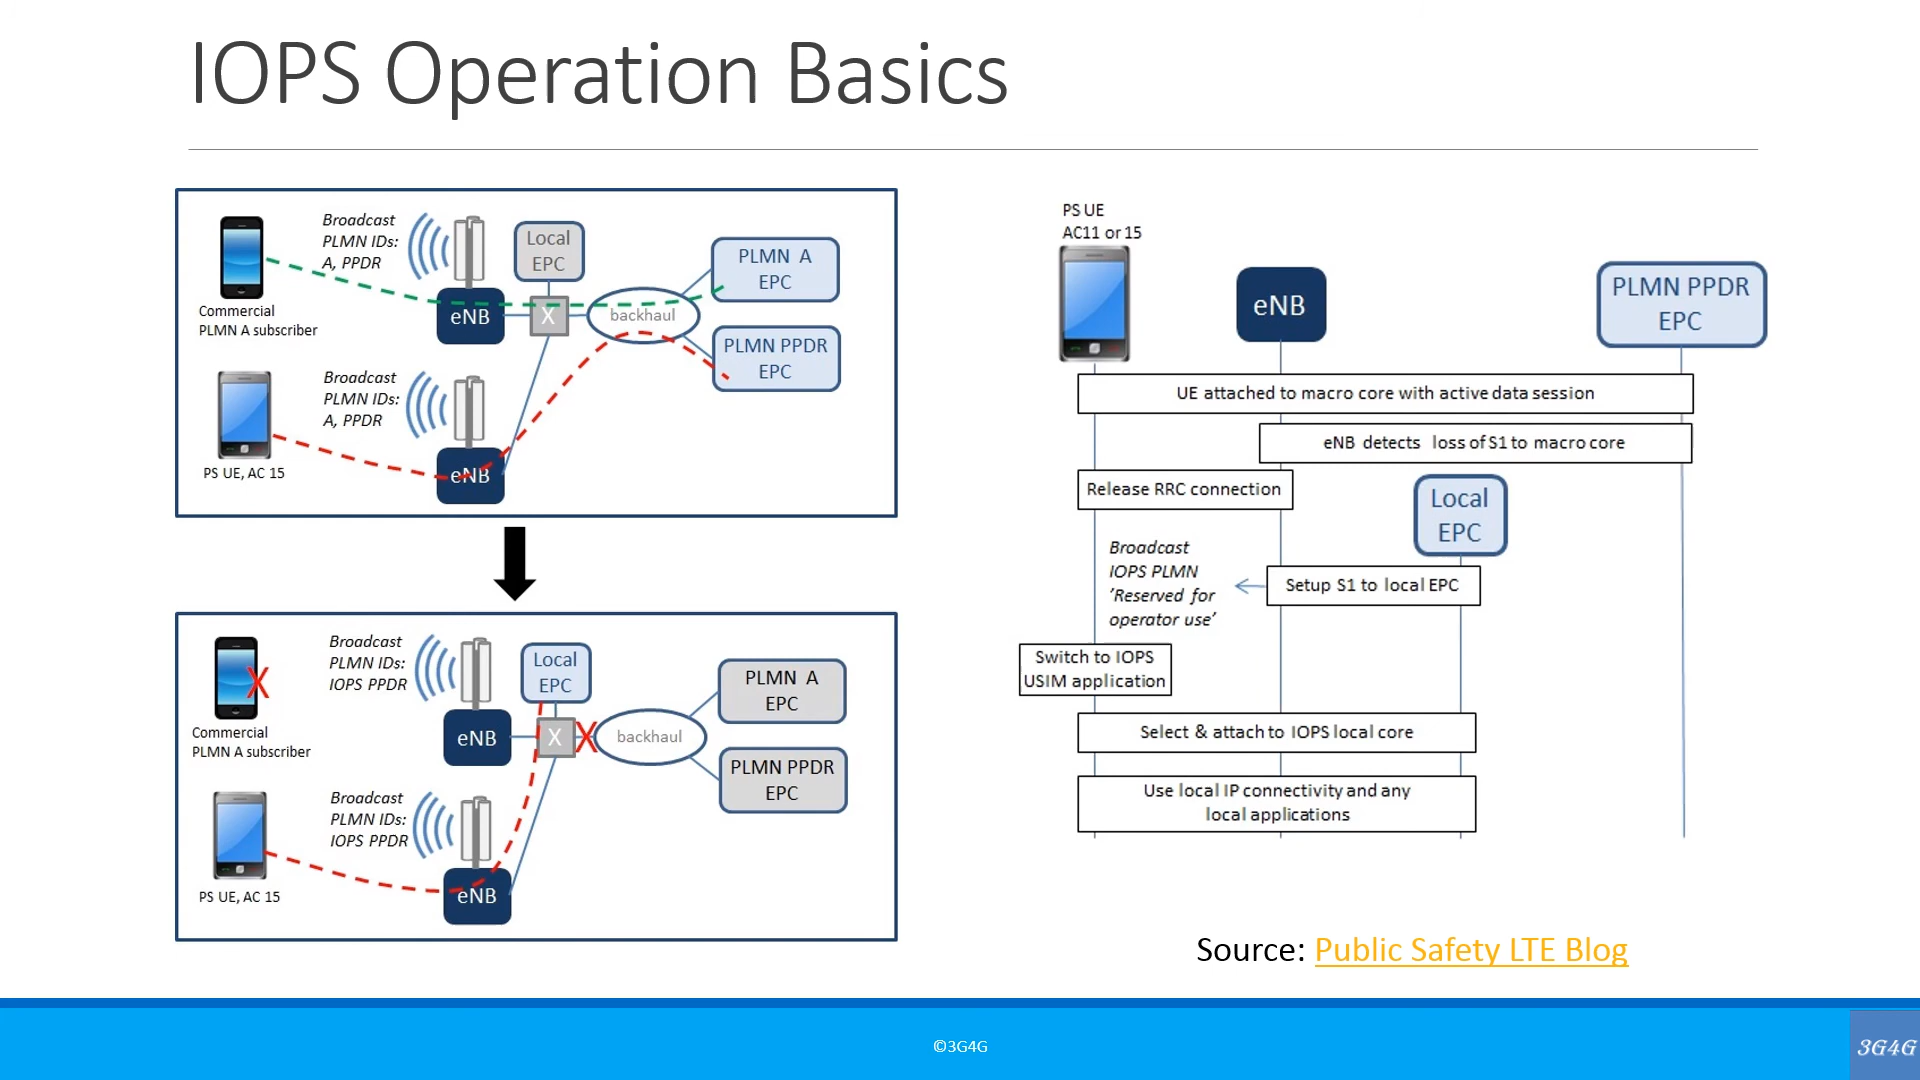 IOPS Operation Basics
Broadcast
PLMN IDs:
A, PPDR
Local
EPC
PLMN A
EPC
Commercial
PLMN A subscriber
eNB
X
backhaul
Broadcast
PLMN IDs:
A, PPDR
PLMN PPDR
EPC
PS UE, AC 15
eNB
Broadcast
PLMN IDs:
IOPS PPDR
Local
EPC
X
PLMN A
EPC
Commercial
PLMN A subscriber
eNB
X
X
backhaul
Broadcast
PLMN IDs:
IOPS PPDR
PLMN PPDR
EPC
PS UE, AC 15
eNB
PS UE
AC11 or 15
eNB
PLMN PPDR
EPC
UE attached to macro core with active data session
eNB detects loss of S1 to macro core
Release RRC connection
Local
EPC
Broadcast
IOPS PLMN
'Reserved for
operator use'
Setup S1 to local EPC
Switch to IOPS
USIM application
Select & attach to IOPS local core
Use local IP connectivity and any
local applications
Source: Public Safety LTE Blog
©3G4G
3G4G